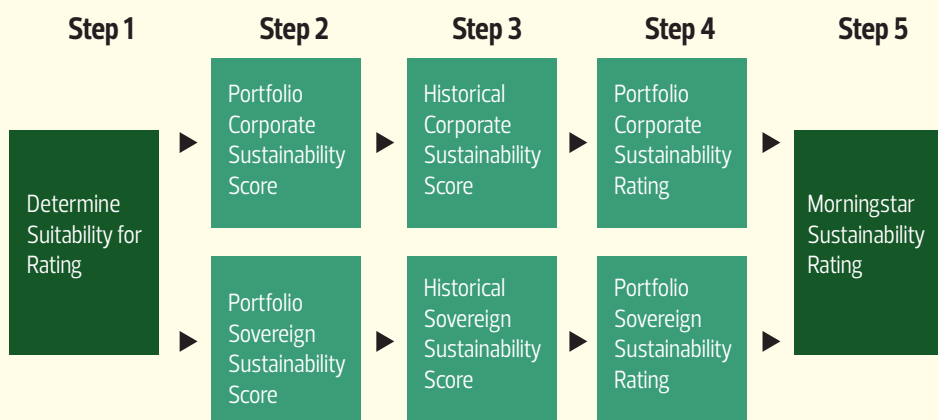 Step 1
Step 2
Step 3
Step 4
Step 5
Determine
Suitability for
Rating
Portfolio
Corporate
Sustainability
Score
Historical
Corporate
Sustainability
Score
Portfolio
Corporate
Sustainability
Rating
Portfolio
Sovereign
Sustainability
Score
Historical
Sovereign
Sustainability
Score
Portfolio
Sovereign
Sustainability
Rating
Morningstar
Sustainability
Rating